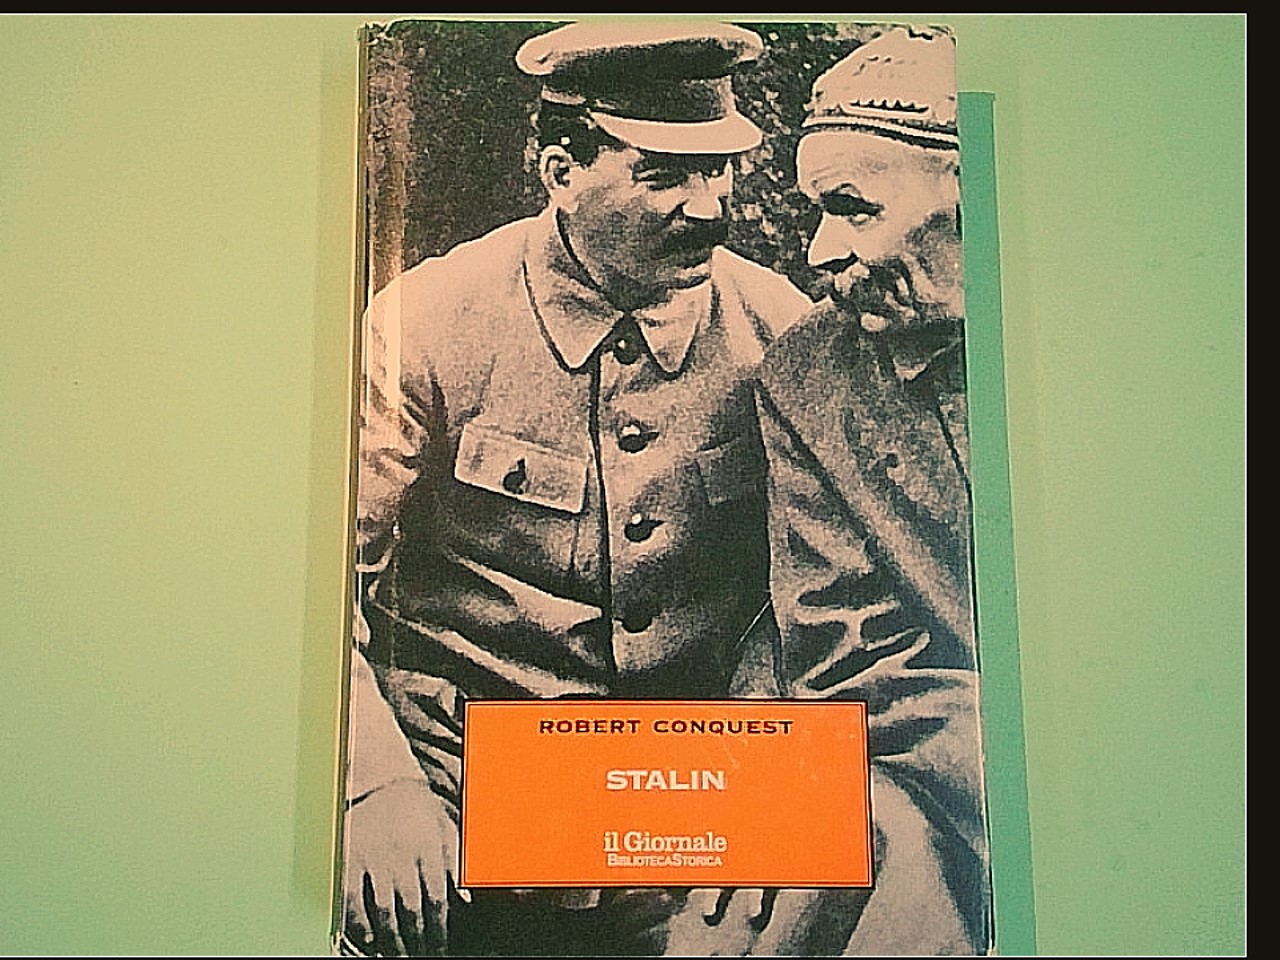 ROBERT CONQUEST
STALIN
il Giornale
BIBLIOTECASTORICA